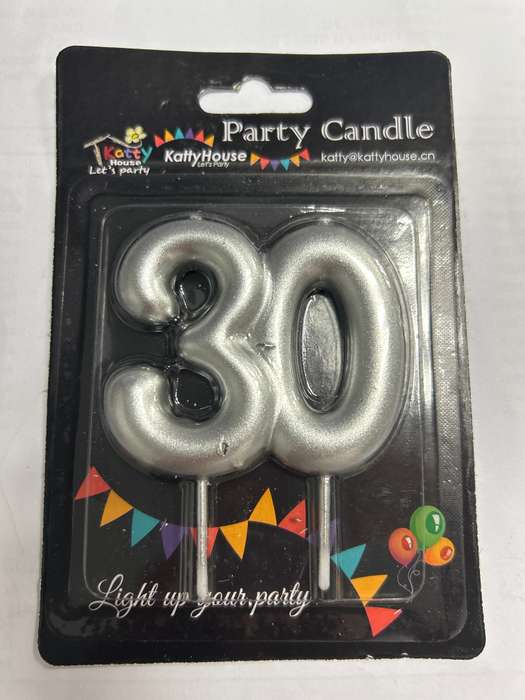 Party Candle
Katty
House
Let's party
KattyHouse
Let's Party
katty@kattyhouse.cn
30
Light up your party